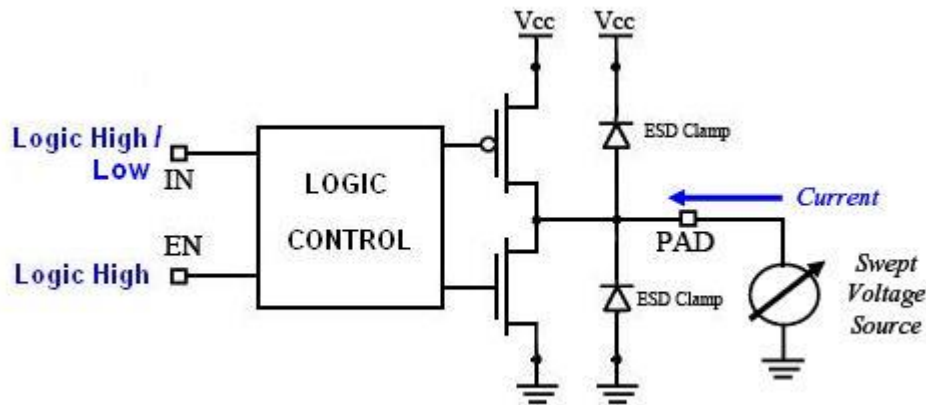 Vcc
Vcc
ESD Clamp
Logic High /
Low
IN
LOGIC
CONTROL
Current
EN
PAD
Logic High
ESD Clamp
Swept
Voltage
Source